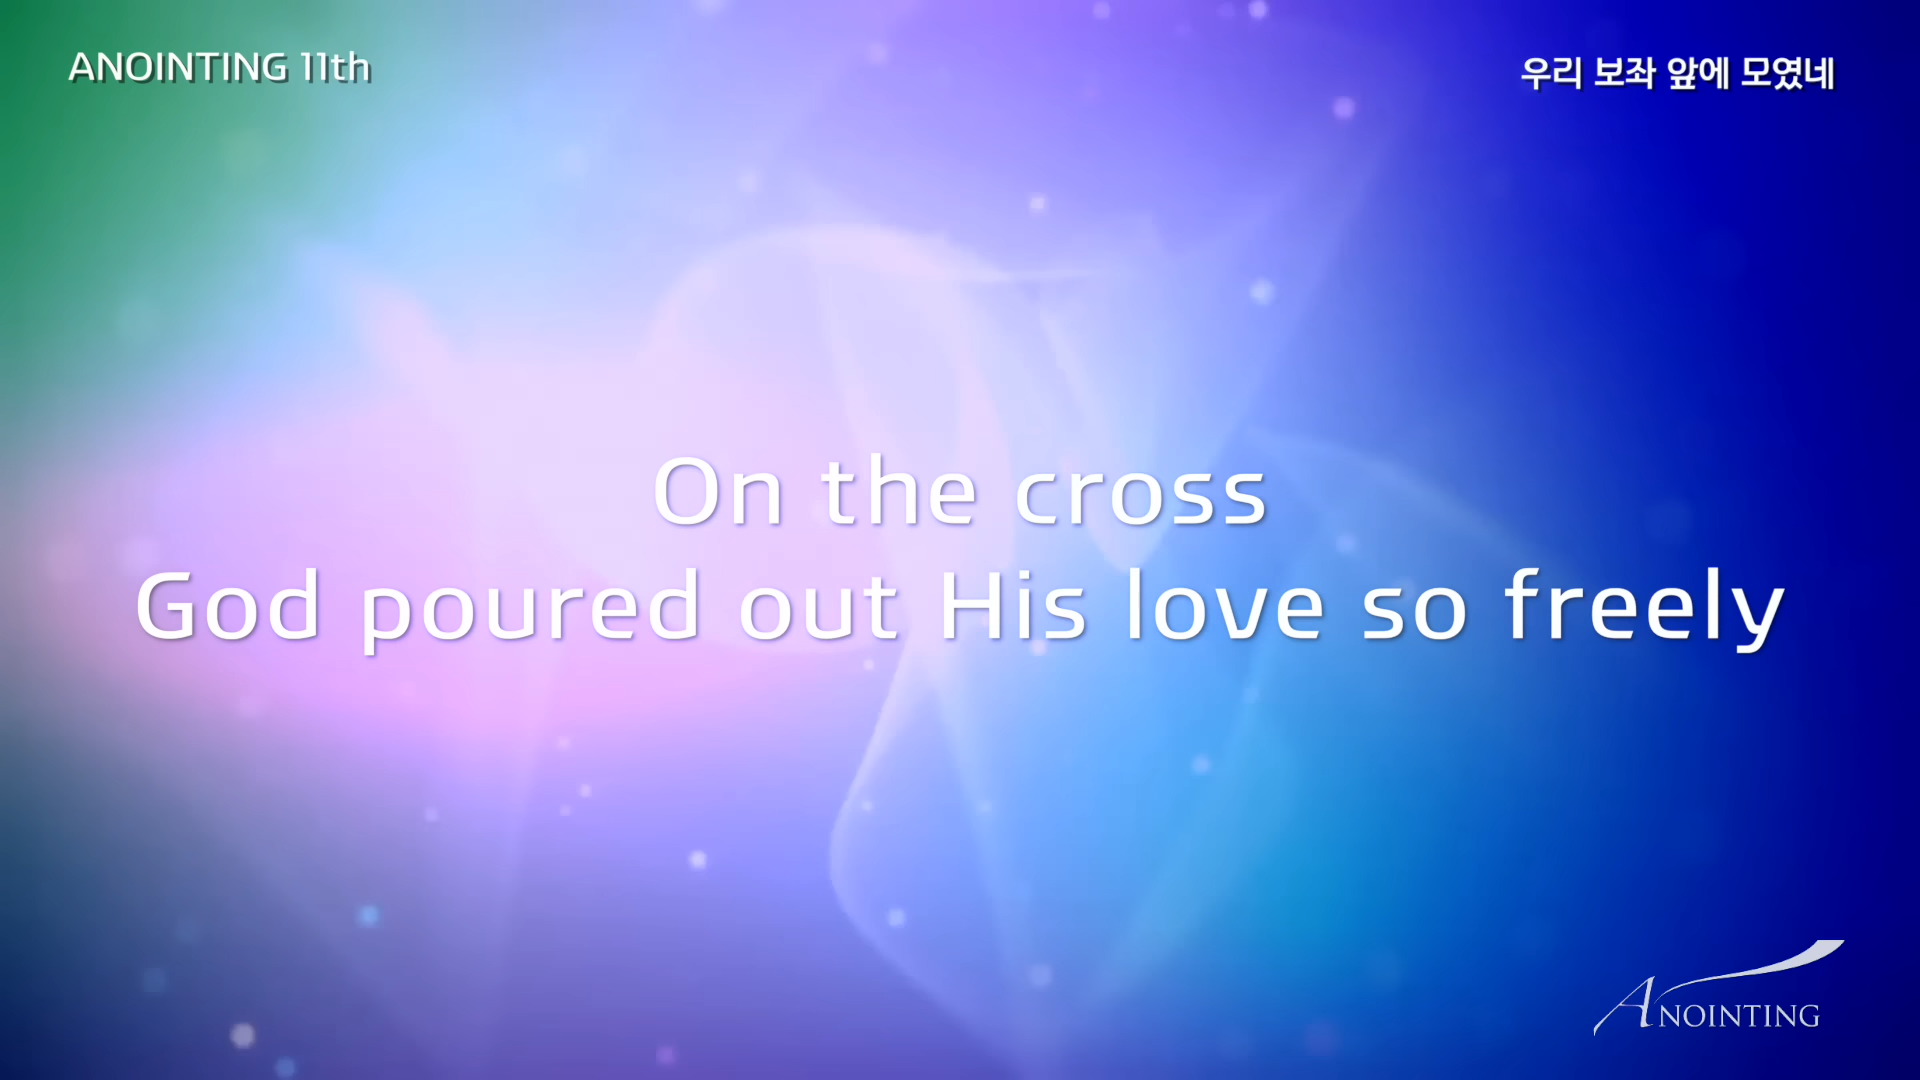 ANOINTING 11th
우리 보좌 앞에 모였네
On the cross
God poured out His love so freely
ANOINTING